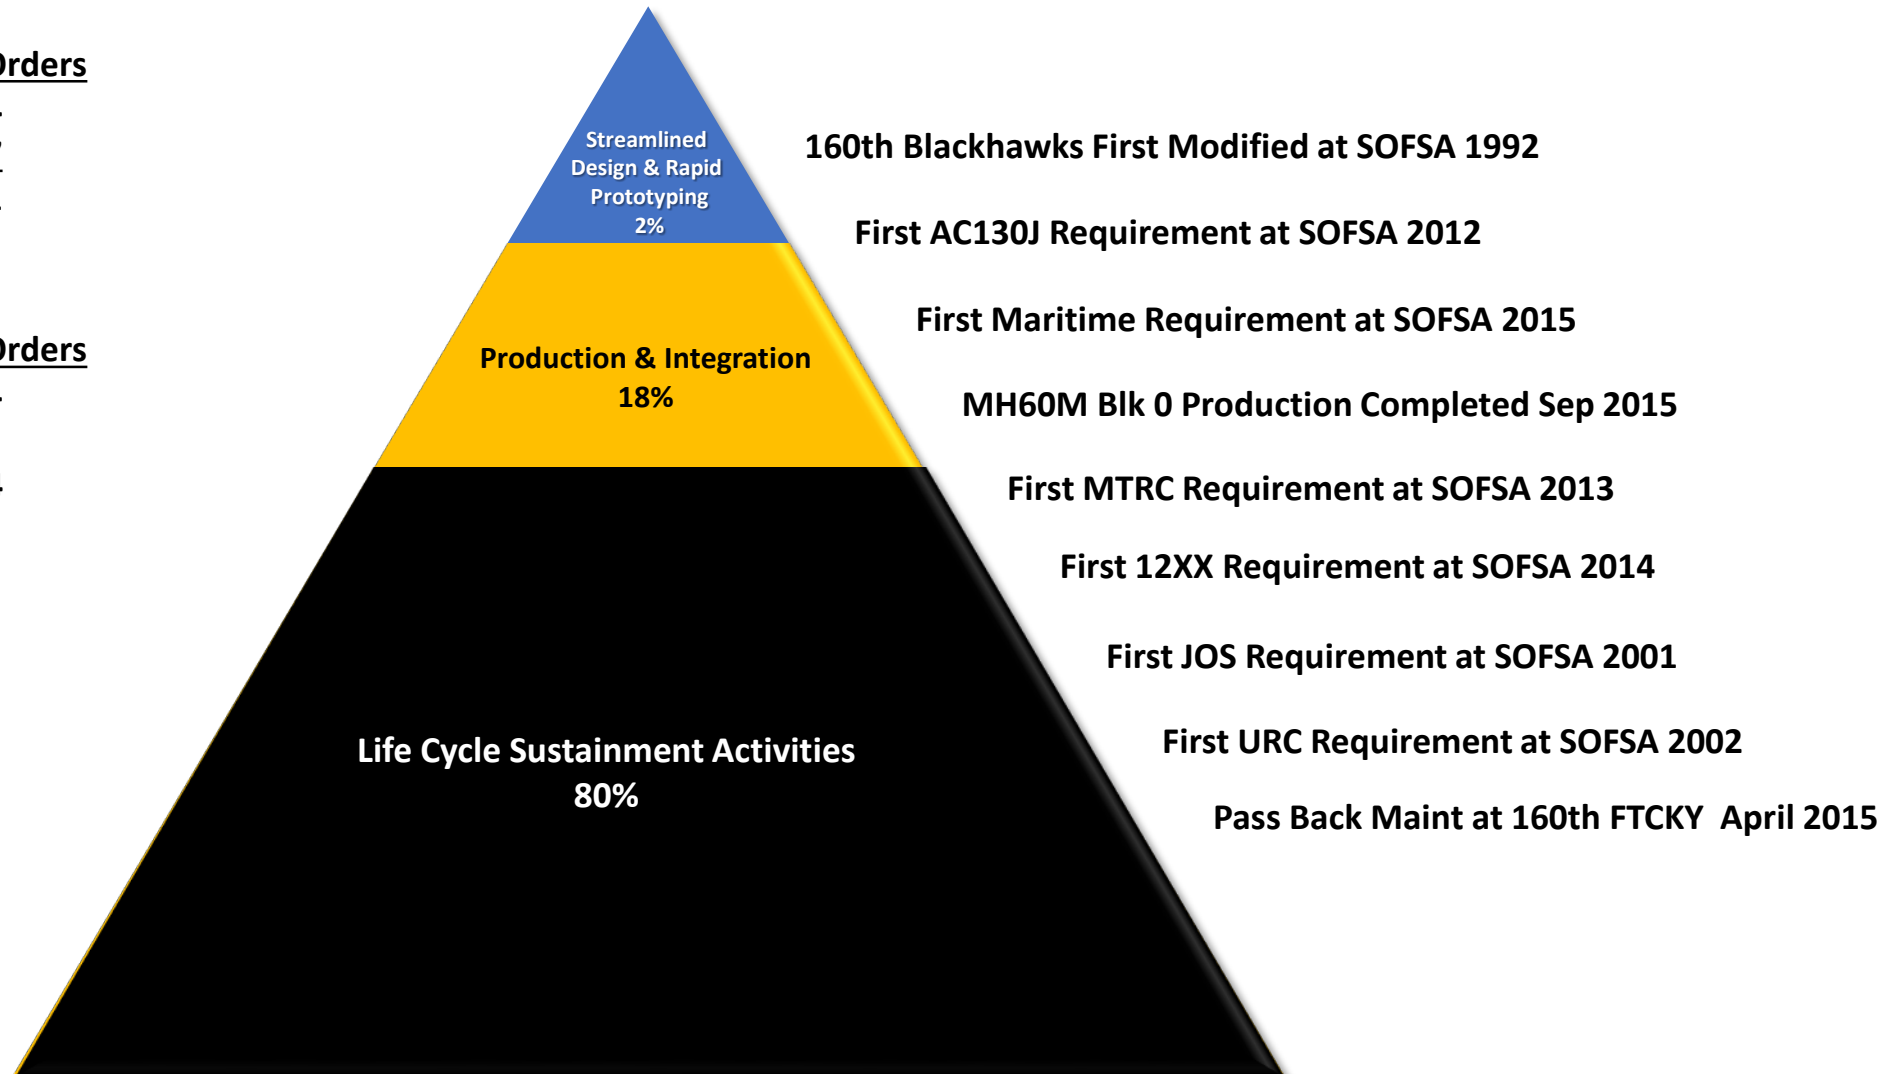 Orders
Orders
Streamlined
Design & Rapid
Prototyping
2%
Production & Integration
18%
Life Cycle Sustainment Activities
80%
160th Blackhawks First Modified at SOFSA 1992
First AC130J Requirement at SOFSA 2012
First Maritime Requirement at SOFSA 2015
MH60M Blk 0 Production Completed Sep 2015
First MTRC Requirement at SOFSA 2013
First 12XX Requirement at SOFSA 2014
First JOS Requirement at SOFSA 2001
First URC Requirement at SOFSA 2002
Pass Back Maint at 160th FTCKY April 2015